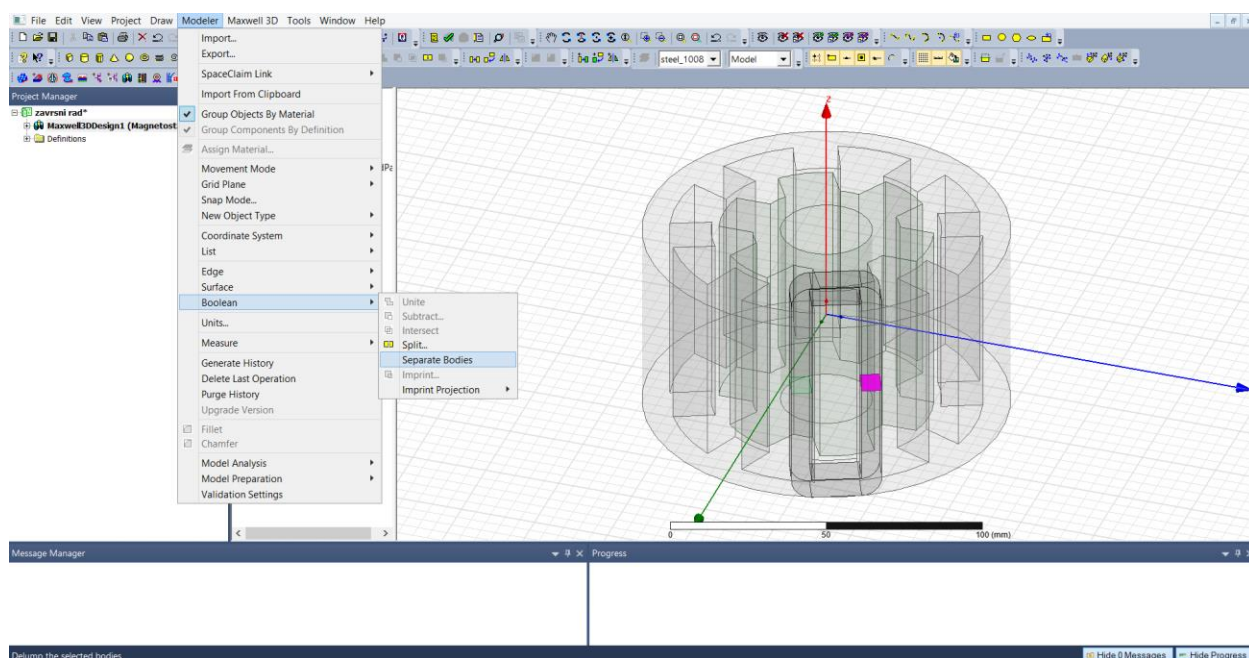 File Edit View Project Draw Modeler Maxwell 3D Tools Window Help
steel_1008 Model
Project Manager
zavrsni rad*
Maxwell3DDesign1 (Magnetost
Definitions
Import...
Export...
SpaceClaim Link
Import From Clipboard
Group Objects By Material
Group Components By Definition
Assign Material...
Movement Mode
Grid Plane
Snap Mode...
New Object Type
Coordinate System
List
Edge
Surface
Boolean
Units...
Measure
Generate History
Delete Last Operation
Purge History
Upgrade Version
Fillet
Chamfer
Model Analysis
Model Preparation
Validation Settings
Unite
Subtract...
Intersect
Split...
Separate Bodies
Imprint...
Imprint Projection
Z
0 50 100 (mm)
Message Manager
Progress
Delump the selected bodies
Hide 0 Messages Hide Progress